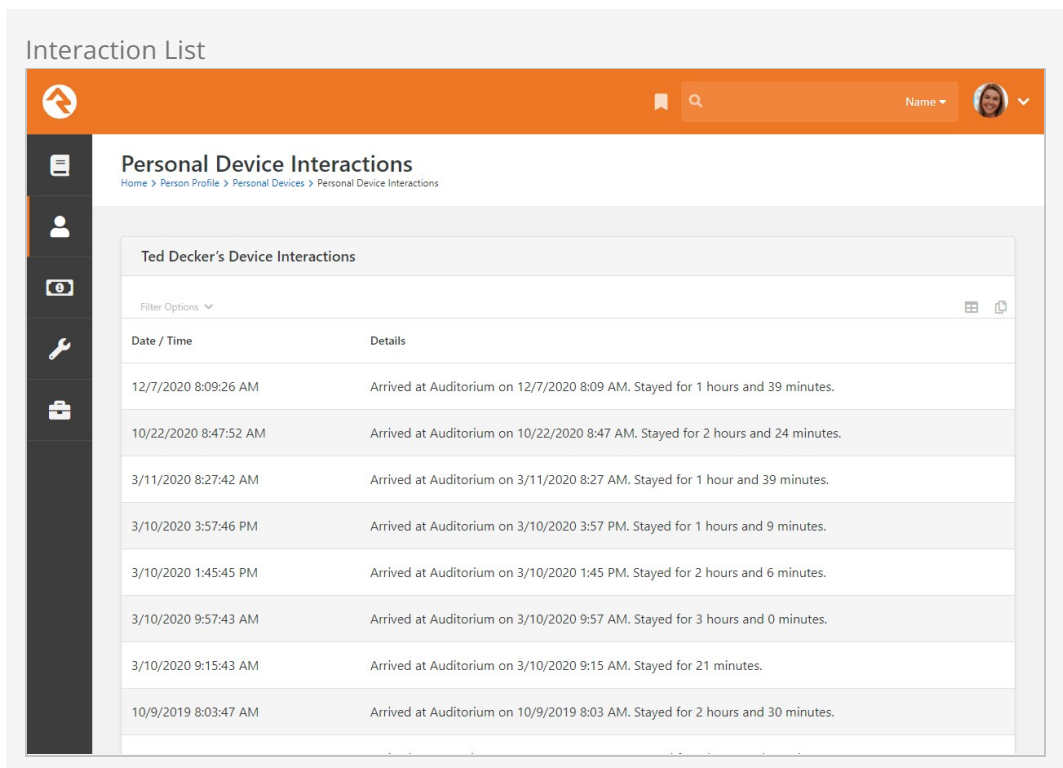 Interaction List
Name
Personal Device Interactions
Home > Person Profile > Personal Devices > Personal Device Interactions
Ted Decker's Device Interactions
Filter Options
Date / Time Details
12/7/2020 8:09:26 AM Arrived at Auditorium on 12/7/2020 8:09 AM. Stayed for 1 hours and 39 minutes.
10/22/2020 8:47:52 AM Arrived at Auditorium on 10/22/2020 8:47 AM. Stayed for 2 hours and 24 minutes.
3/11/2020 8:27:42 AM Arrived at Auditorium on 3/11/2020 8:27 AM. Stayed for 1 hour and 39 minutes.
3/10/2020 3:57:46 PM Arrived at Auditorium on 3/10/2020 3:57 PM. Stayed for 1 hours and 9 minutes.
3/10/2020 1:45:45 PM Arrived at Auditorium on 3/10/2020 1:45 PM. Stayed for 2 hours and 6 minutes.
3/10/2020 9:57:43 AM Arrived at Auditorium on 3/10/2020 9:57 AM. Stayed for 3 hours and 0 minutes.
3/10/2020 9:15:43 AM Arrived at Auditorium on 3/10/2020 9:15 AM. Stayed for 21 minutes.
10/9/2019 8:03:47 AM Arrived at Auditorium on 10/9/2019 8:03 AM. Stayed for 2 hours and 30 minutes.